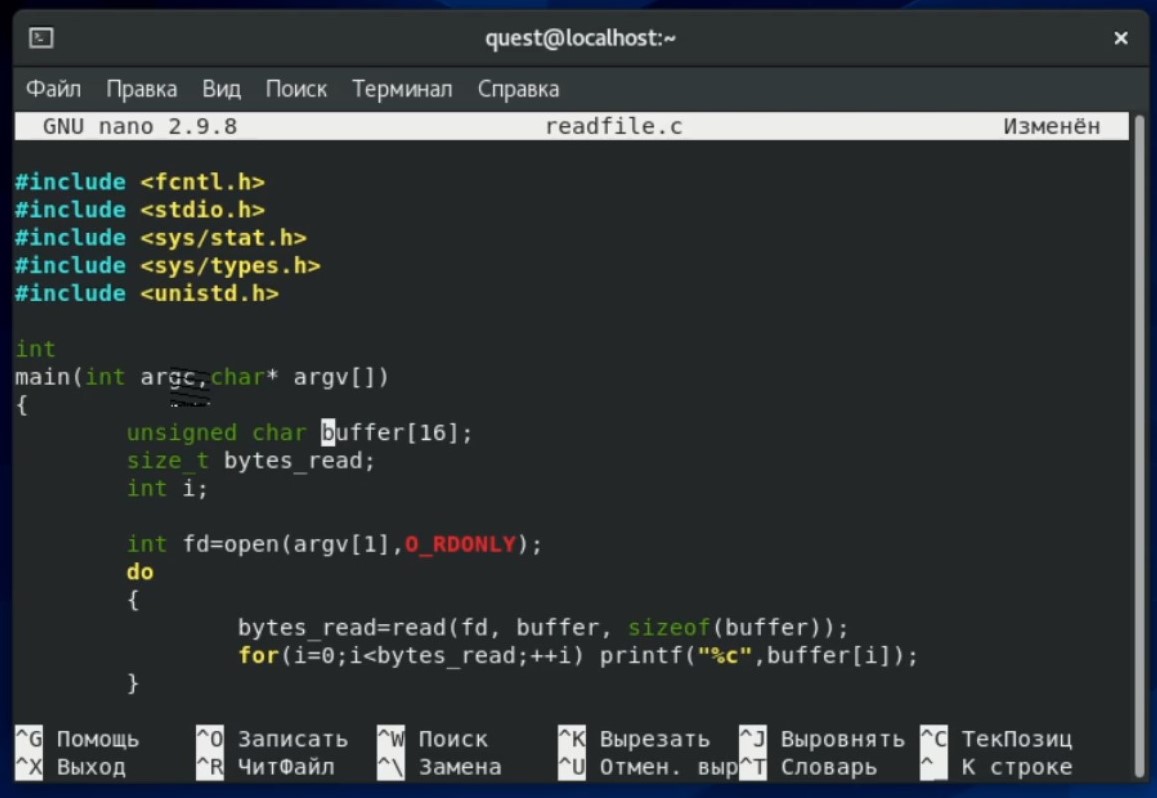 quest@localhost:~ ×
Файл Правка Вид Поиск Терминал Справка
GNU nano 2.9.8 readfile.c Изменён
#include <fcntl.h>
#include <stdio.h>
#include <sys/stat.h>
#include <sys/types.h>
#include <unistd.h>
int
main(int argc,char* argv[])
{
unsigned char buffer[16];
size_t bytes_read;
int i;
int fd=open(argv[1],O_RDONLY);
do
{
bytes_read=read(fd, buffer, sizeof(buffer));
for(i=0;i<bytes_read;++i) printf("%c",buffer[i]);
}
^G Помощь ^O Записать ^W Поиск ^K Вырезать ^J Выровнять ^C ТекПозиц
^X Выход ^R ЧитФайл ^\ Замена ^U Отмен. выр^T Словарь ^_ К строке